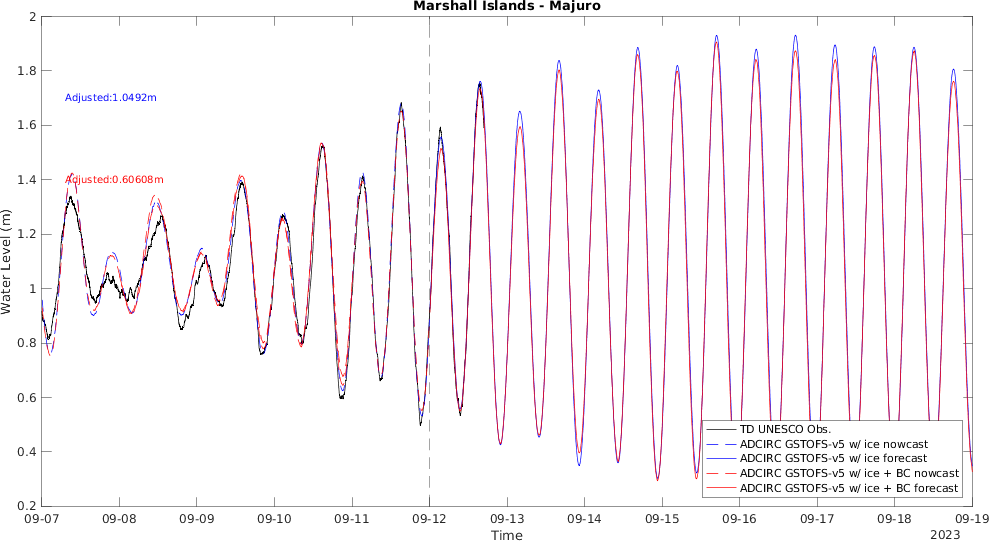 Marshall Islands - Majuro
2
1.8
1.6
1.4
1.2
1
0.8
0.6
0.4
0.2
Water Level (m)
Adjusted:1.0492m
Adjusted:0.60608m
TD UNESCO Obs.
ADCIRC GSTOFS-v5 w/ ice nowcast
ADCIRC GSTOFS-v5 w/ ice forecast
ADCIRC GSTOFS-v5 w/ ice + BC nowcast
ADCIRC GSTOFS-v5 w/ ice + BC forecast
09-07 09-08 09-09 09-10 09-11 09-12 09-13 09-14 09-15 09-16 09-17 09-18 09-19
Time
2023